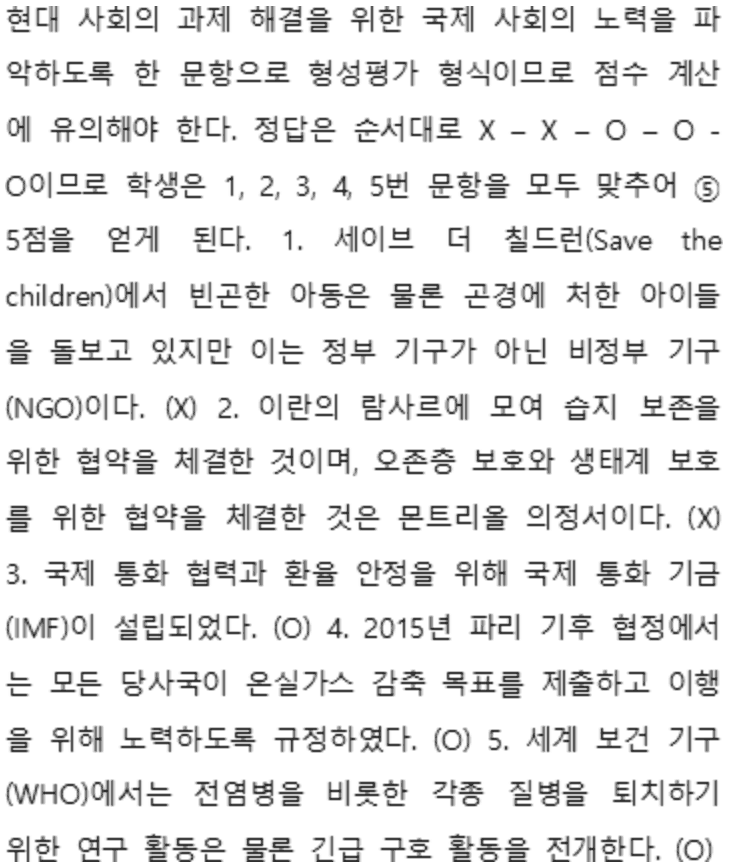 현대 사회의 과제 해결을 위한 국제 사회의 노력을 파
악하도록 한 문항으로 형성평가 형식이므로 점수 계산
에 유의해야 한다. 정답은 순서대로 X – X – O – O -
O이므로 학생은 1, 2, 3, 4, 5번 문항을 모두 맞추어 ⑤
5점을 얻게 된다. 1. 세이브 더 칠드런(Save the
children)에서 빈곤한 아동은 물론 곤경에 처한 아이들
을 돌보고 있지만 이는 정부 기구가 아닌 비정부 기구
(NGO)이다. (X) 2. 이란의 람사르에 모여 습지 보존을
위한 협약을 체결한 것이며, 오존층 보호와 생태계 보호
를 위한 협약을 체결한 것은 몬트리올 의정서이다. (X)
3. 국제 통화 협력과 환율 안정을 위해 국제 통화 기금
(IMF)이 설립되었다. (O) 4. 2015년 파리 기후 협정에서
는 모든 당사국이 온실가스 감축 목표를 제출하고 이행
을 위해 노력하도록 규정하였다. (O) 5. 세계 보건 기구
(WHO)에서는 전염병을 비롯한 각종 질병을 퇴치하기
위한 연구 활동은 물론 긴급 구호 활동을 전개한다. (O)